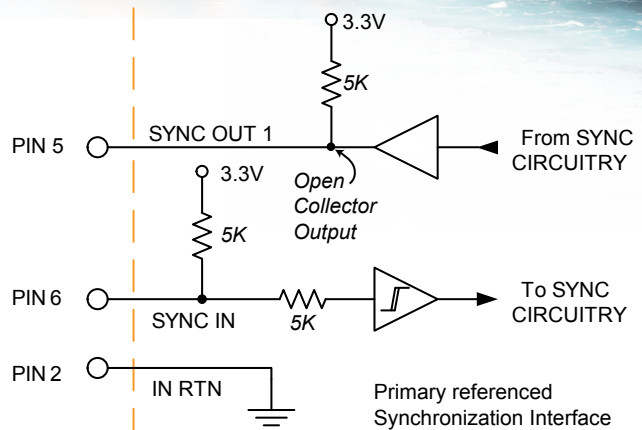 3.3V
5K
PIN 5
SYNC OUT 1
From SYNC
CIRCUITRY
3.3V
Open
Collector
Output
5K
PIN 6
SYNC IN
5K
To SYNC
CIRCUITRY
PIN 2
IN RTN
Primary referenced
Synchronization Interface